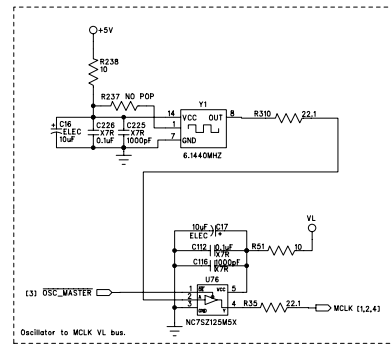 +5V
R238
10
R237 NO POP
Y1
C16
ELEC
10uF
C226
X7R
0.1uF
C225
X7R
1000pF
14
1
7
VCC OUT
GND
8
6.1440MHZ
R310
22.1
10uF
C17
ELEC
C112
0.1uF
X7R
C116
1000pF
X7R
VL
R51
10
U76
[3] OSC_MASTER
1
2
3
OE
VCC
A
Y
GND
5
4
NC7SZ125M5X
R35
22.1
MCLK [1,2,4]
Oscillator to MCLK VL bus.